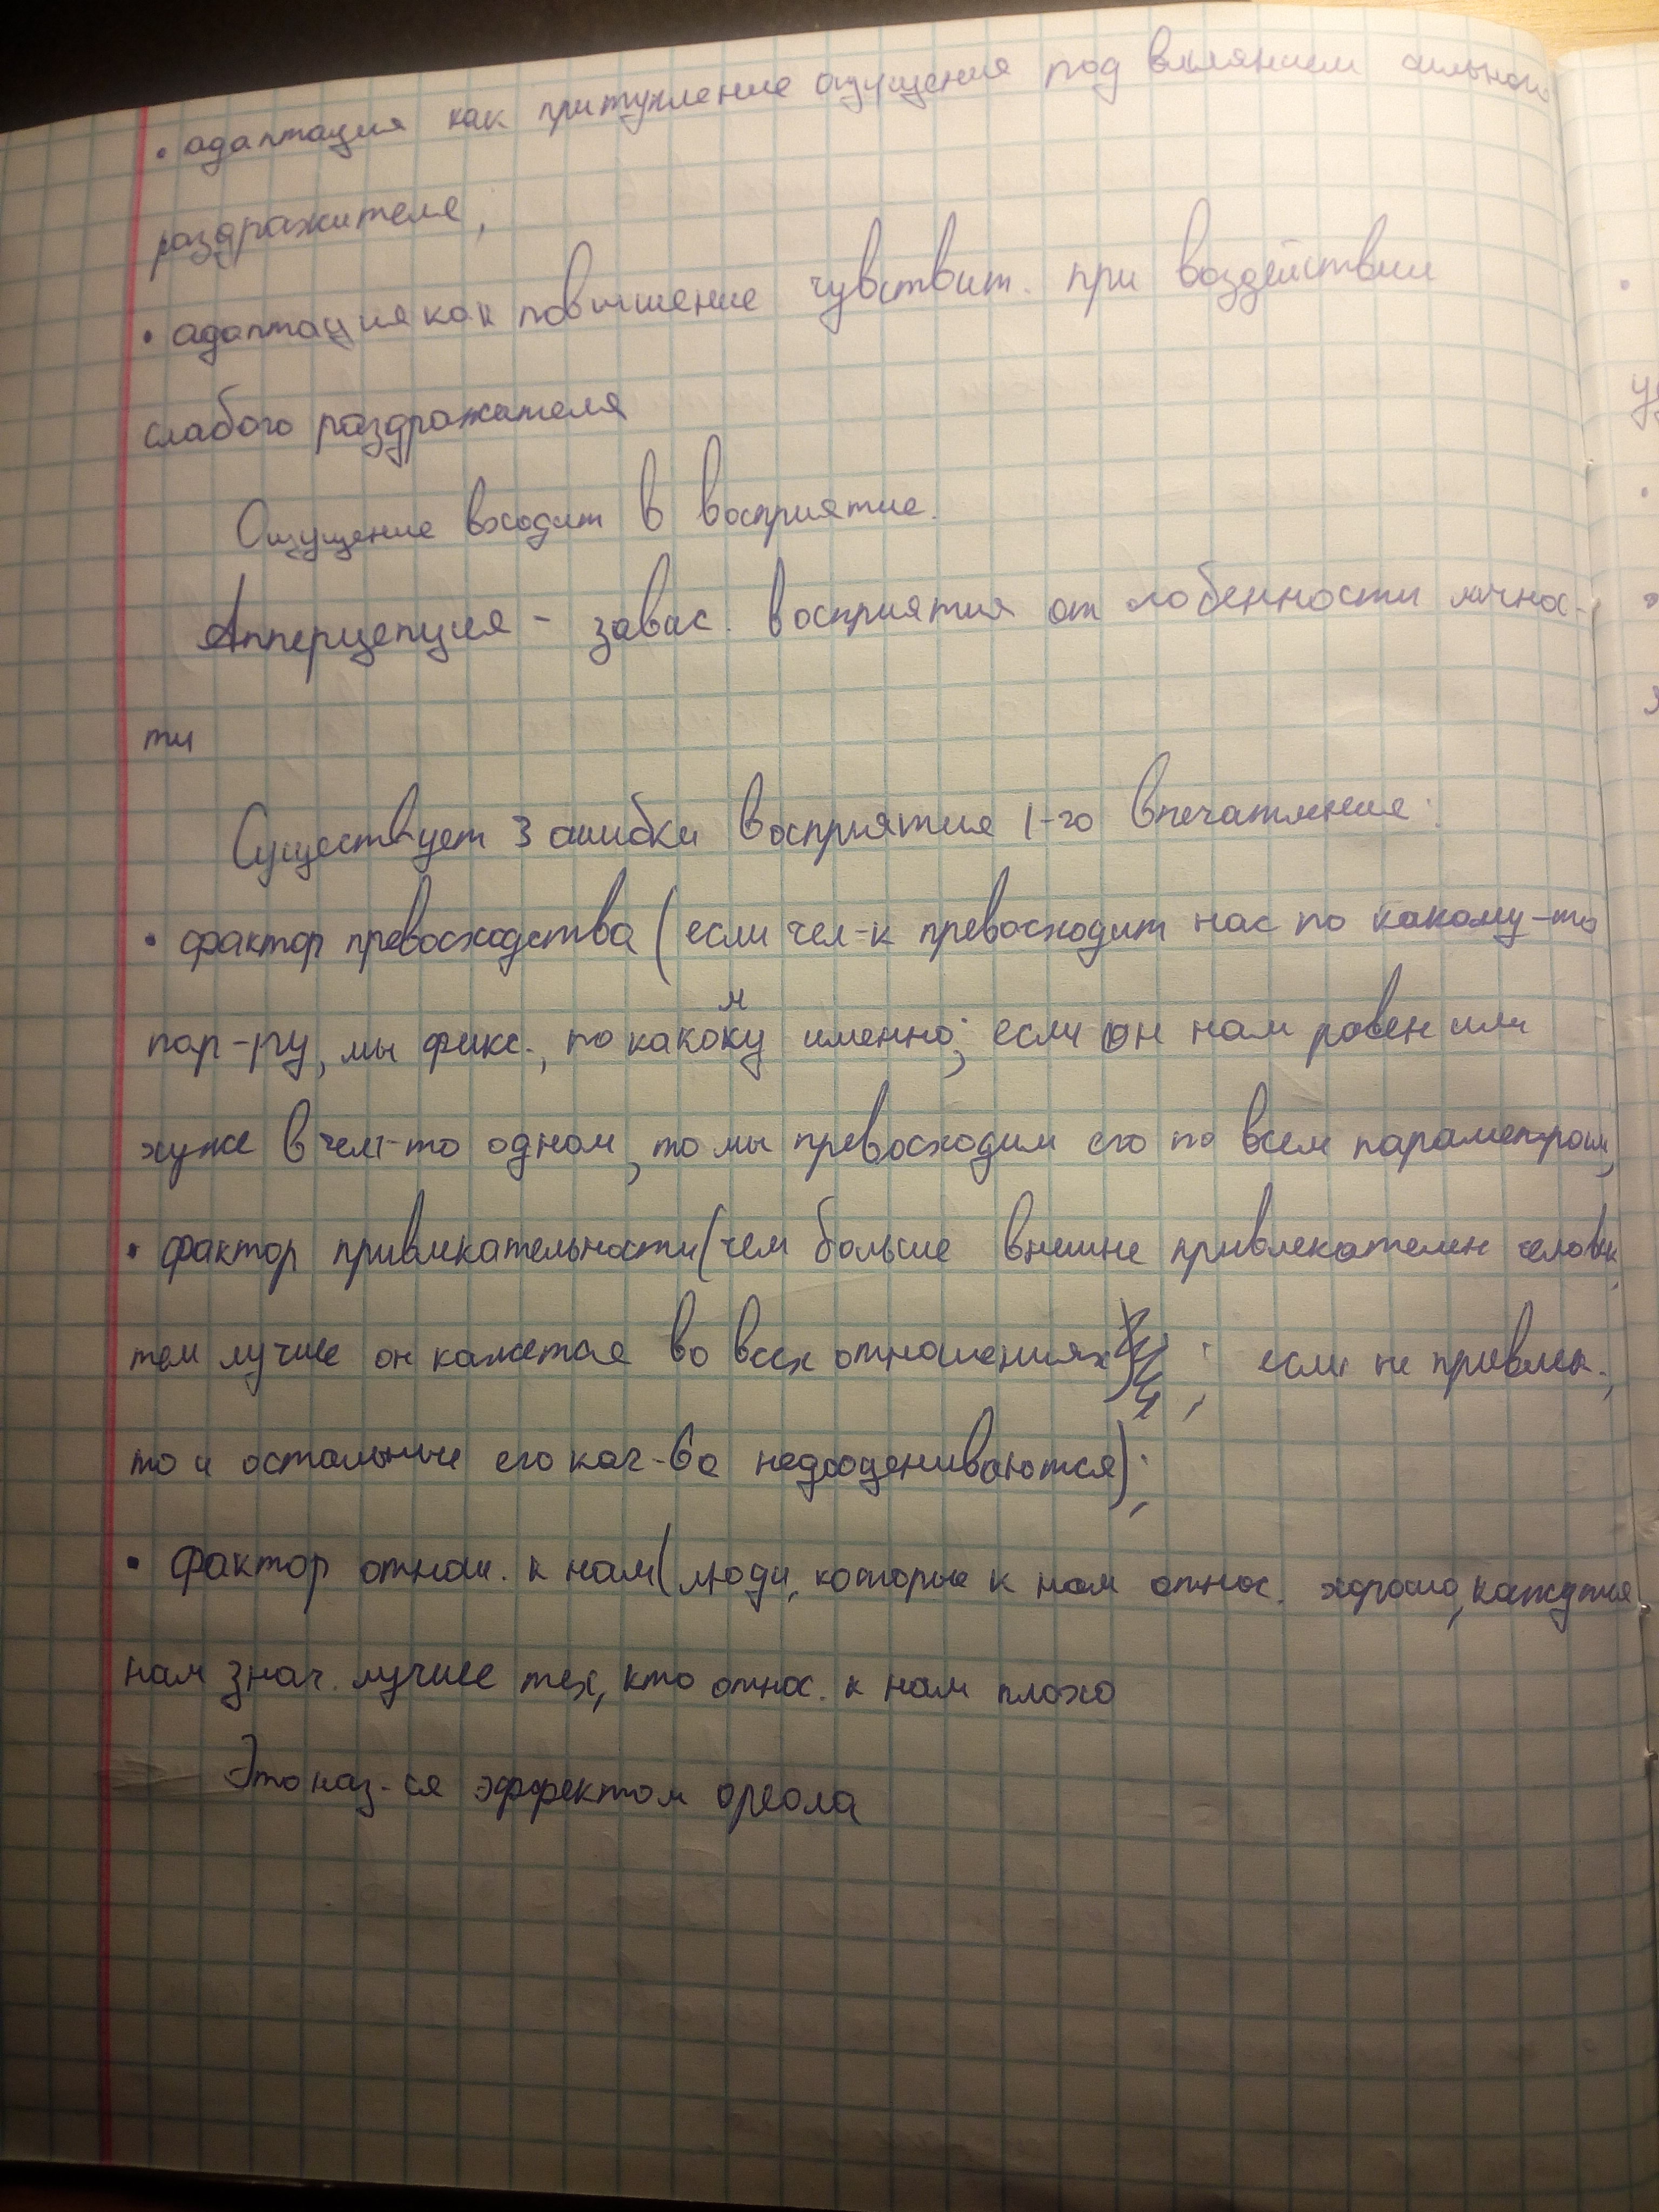 • адаптация как притупление ощущения под влиянием сильного
раздражителя;
• адаптация как повышение чувствит. при воздействии
слабого раздражателя
Ощущение входит в восприятие.
Апперцепция - завис. восприятия от особенности личнос-
ти
Существует 3 ошибки восприятия 1-го впечатление:
• фактор превосходства (если чел-к превосходит нас по какому-то
пар-ру, мы фикс., по какому именно; если он нам равен или
хуже в чём-то одном, то мы превосходим его по всем параметрам,
• фактор привлекательности (чем больше внешне привлекателен человек,
тем лучше он кажется во всех отношениях) ; если не привлек.,
то и остальные его кач-ва недооцениваются);
• фактор отнош. к нам (люди, которые к нам относ. хорошо, кажутся
нам знач. лучше тех, кто относ. к нам плохо
Это наз-ся эффектом ореола